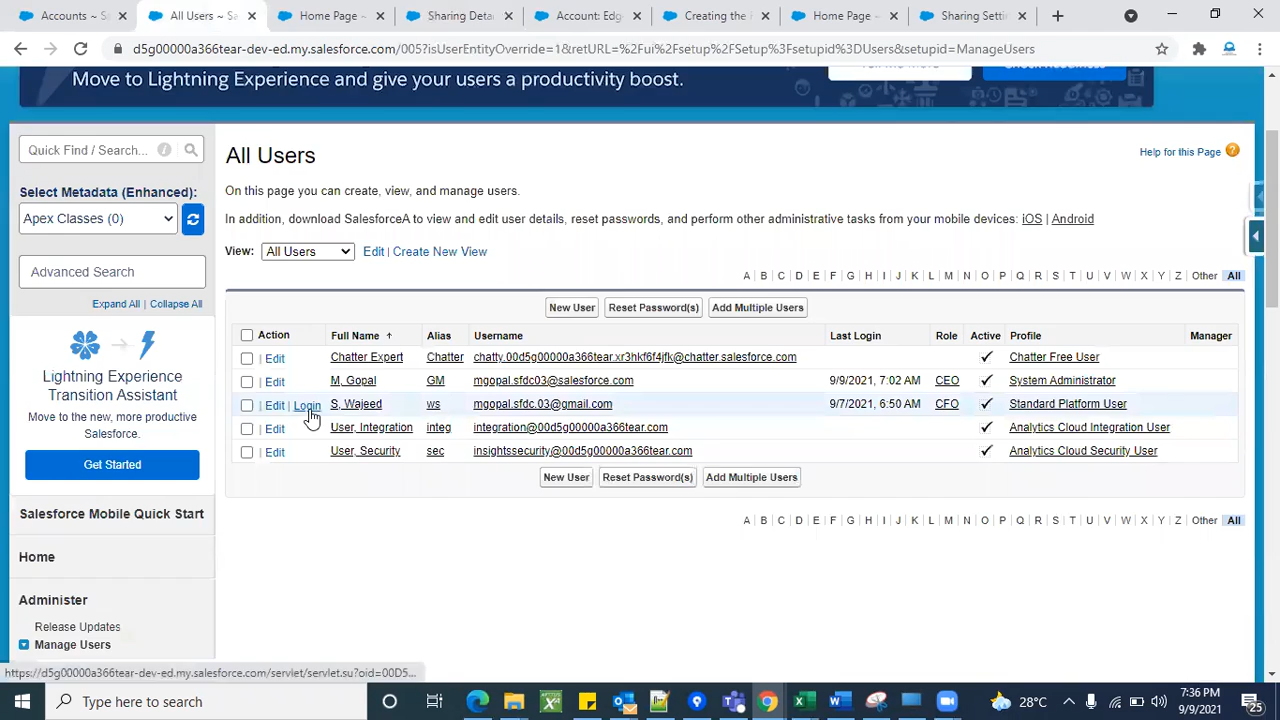 Accounts ~ S
All Users ~ Sa
Home Page ~
Sharing Deta
Account: Edg
Creating the
Home Page ~
Sharing Setti
d5g00000a366tear-dev-ed.my.salesforce.com/005?isUserEntityOverride=1&retURL=%2Fui%2Fsetup%2FSetup%3Fsetupid%3DUsers&setupid=ManageUsers
Move to Lightning Experience and give your users a productivity boost.
Quick Find / Search...
Select Metadata (Enhanced):
Apex Classes (0)
Advanced Search
Expand All | Collapse All
Lightning Experience
Transition Assistant
Move to the new, more productive
Salesforce.
Get Started
Salesforce Mobile Quick Start
Home
Administer
Release Updates
Manage Users
All Users
Help for this Page ?
On this page you can create, view, and manage users.
In addition, download SalesforceA to view and edit user details, reset passwords, and perform other administrative tasks from your mobile devices: iOS | Android
View: All Users Edit | Create New View
A B C D E F G H I J K L M N O P Q R S T U V W X Y Z Other All
New User Reset Password(s) Add Multiple Users
Action Full Name Alias Username Last Login Role Active Profile Manager
| Edit Chatter Expert Chatter chatty.00d5g00000a366tear.xr3hkf6f4jfk@chatter.salesforce.com Chatter Free User
| Edit M, Gopal GM mgopal.sfdc03@salesforce.com 9/9/2021, 7:02 AM CEO System Administrator
| Edit | Login S, Wajeed ws mgopal.sfdc.03@gmail.com 9/7/2021, 6:50 AM CFO Standard Platform User
| Edit User, Integration integ integration@00d5g00000a366tear.com Analytics Cloud Integration User
| Edit User, Security sec insightssecurity@00d5g00000a366tear.com Analytics Cloud Security User
New User Reset Password(s) Add Multiple Users
A B C D E F G H I J K L M N O P Q R S T U V W X Y Z Other All
https://d5g00000a366tear-dev-ed.my.salesforce.com/servlet/servlet.su?oid=00D5...
Type here to search
28°C
7:36 PM
9/9/2021
25